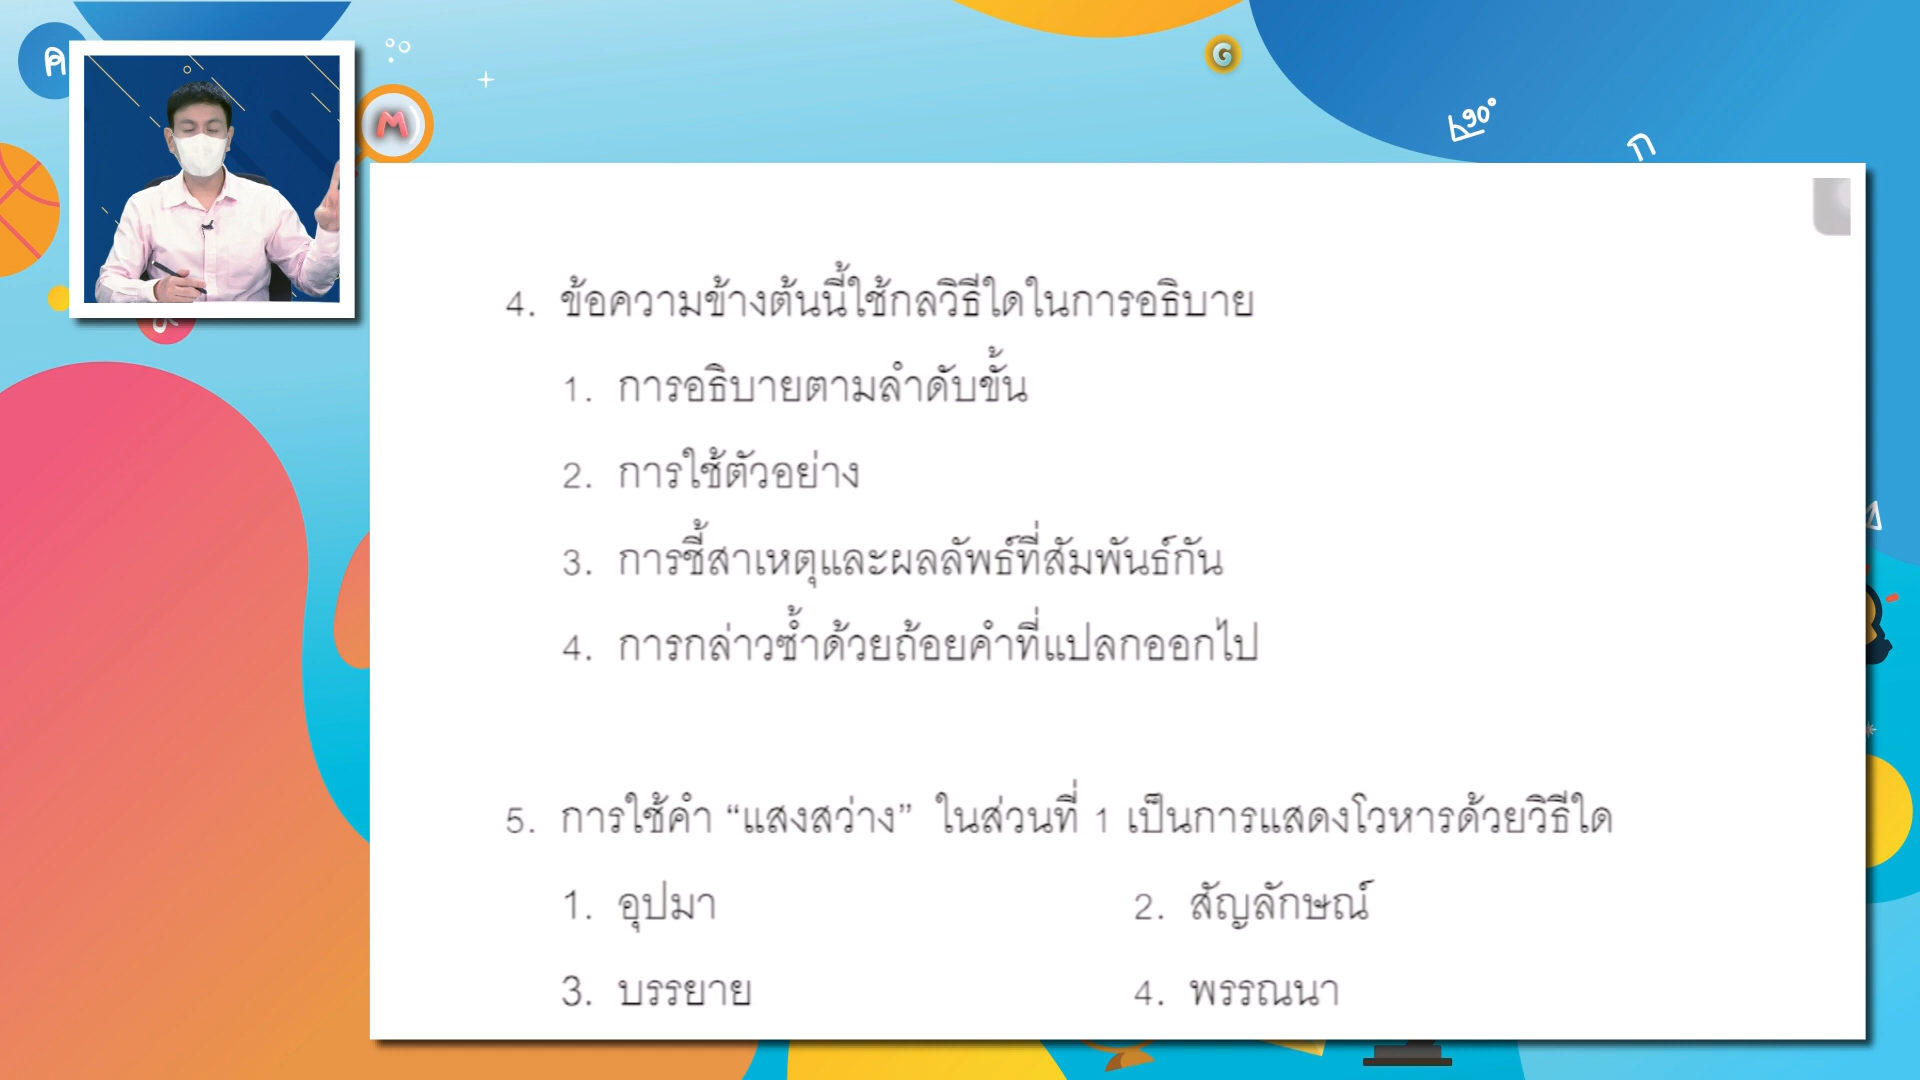 ค
M
G
90°
ก
4. ข้อความข้างต้นนี้ใช้กลวิธีใดในการอธิบาย
1. การอธิบายตามลำดับขั้น
2. การใช้ตัวอย่าง
3. การชี้สาเหตุและผลลัพธ์ที่สัมพันธ์กัน
4. การกล่าวซ้ำด้วยถ้อยคำที่แปลกออกไป
5. การใช้คำ “แสงสว่าง” ในส่วนที่ 1 เป็นการแสดงโวหารด้วยวิธีใด
1. อุปมา 2. สัญลักษณ์
3. บรรยาย 4. พรรณนา